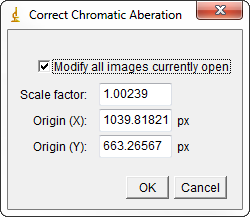 Correct Chromatic Aberation
Modify all images currently open
Scale factor: 1.00239
Origin (X): 1039.81821 px
Origin (Y): 663.26567 px
OK Cancel